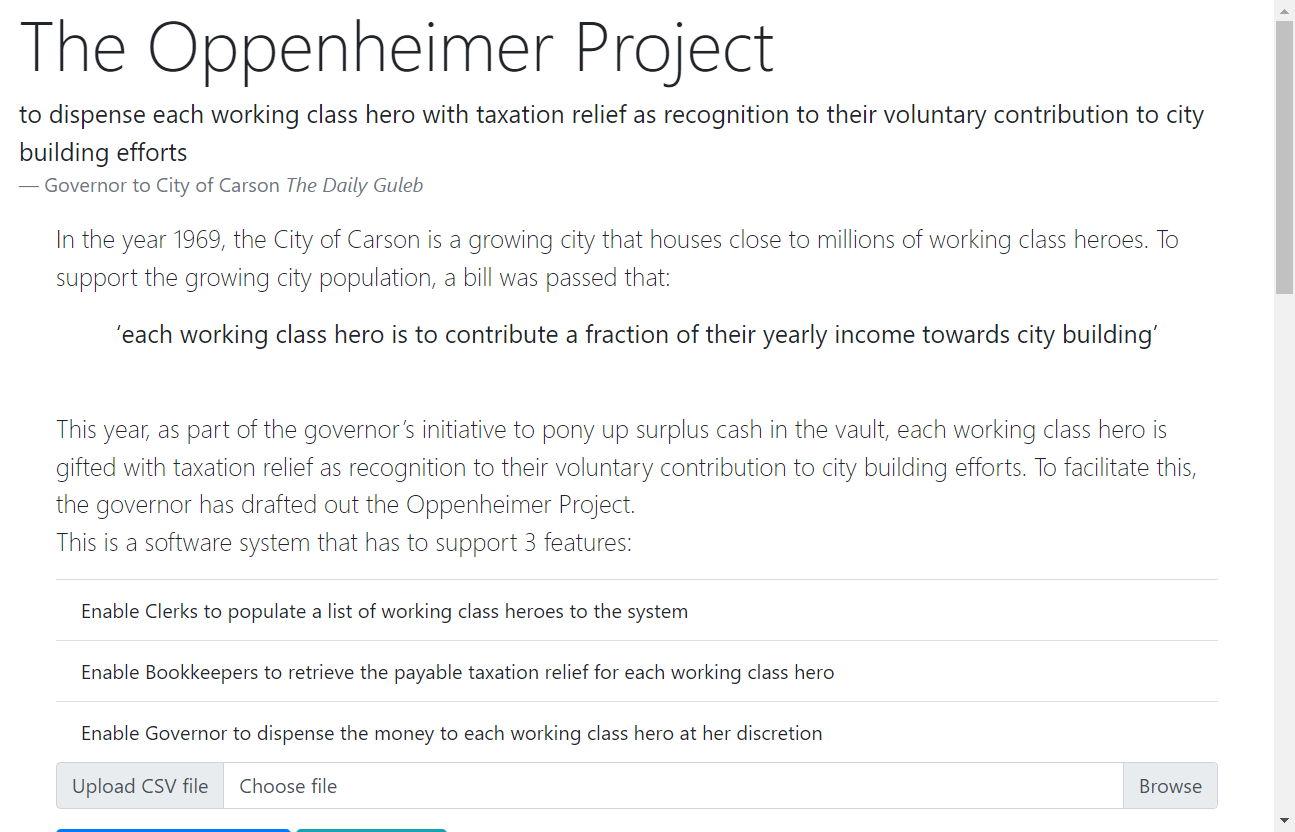 The Oppenheimer Project
to dispense each working class hero with taxation relief as recognition to their voluntary contribution to city
building efforts
— Governor to City of Carson The Daily Guleb
In the year 1969, the City of Carson is a growing city that houses close to millions of working class heroes. To
support the growing city population, a bill was passed that:
‘each working class hero is to contribute a fraction of their yearly income towards city building’
This year, as part of the governor’s initiative to pony up surplus cash in the vault, each working class hero is
gifted with taxation relief as recognition to their voluntary contribution to city building efforts. To facilitate this,
the governor has drafted out the Oppenheimer Project.
This is a software system that has to support 3 features:
Enable Clerks to populate a list of working class heroes to the system
Enable Bookkeepers to retrieve the payable taxation relief for each working class hero
Enable Governor to dispense the money to each working class hero at her discretion
Upload CSV file Choose file Browse